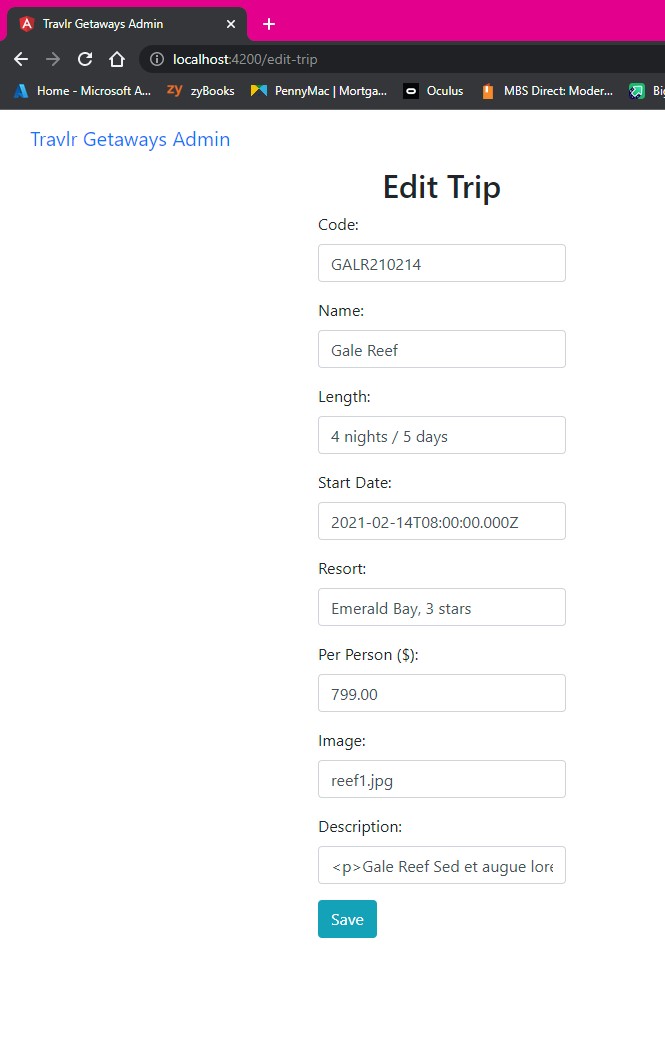 Travlr Getaways Admin
localhost:4200/edit-trip
Home - Microsoft A... zyBooks PennyMac | Mortga... Oculus MBS Direct: Moder... Big
Travlr Getaways Admin
Edit Trip
Code:
GALR210214
Name:
Gale Reef
Length:
4 nights / 5 days
Start Date:
2021-02-14T08:00:00.000Z
Resort:
Emerald Bay, 3 stars
Per Person ($):
799.00
Image:
reef1.jpg
Description:
<p>Gale Reef Sed et augue lore
Save